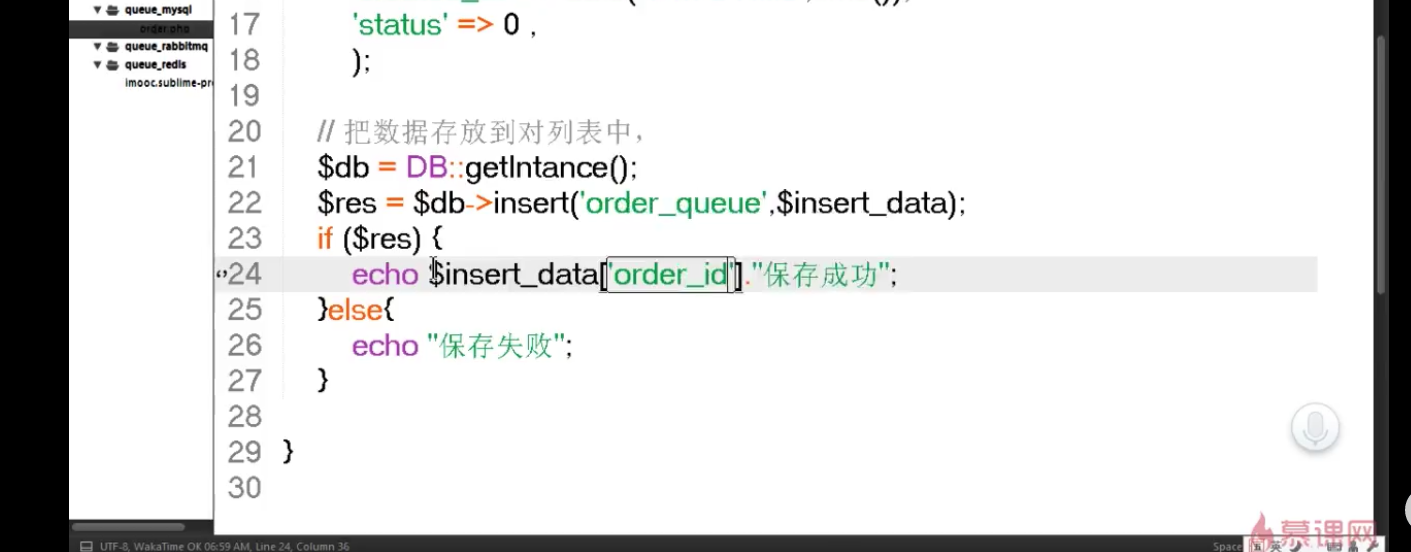 queue_mysql
order.php
queue_rabbitmq
queue_redis
imooc.sublime-pr
17 'status' => 0 ,
18 );
19
20 // 把数据存放到对列表中，
21 $db = DB::getIntance();
22 $res = $db->insert('order_queue',$insert_data);
23 if ($res) {
24 echo $insert_data['order_id']."保存成功";
25 }else{
26 echo "保存失败";
27 }
28
29 }
30
慕课网
UTF-8, WakaTime OK 06:59 AM, Line 24, Column 36
Space
英